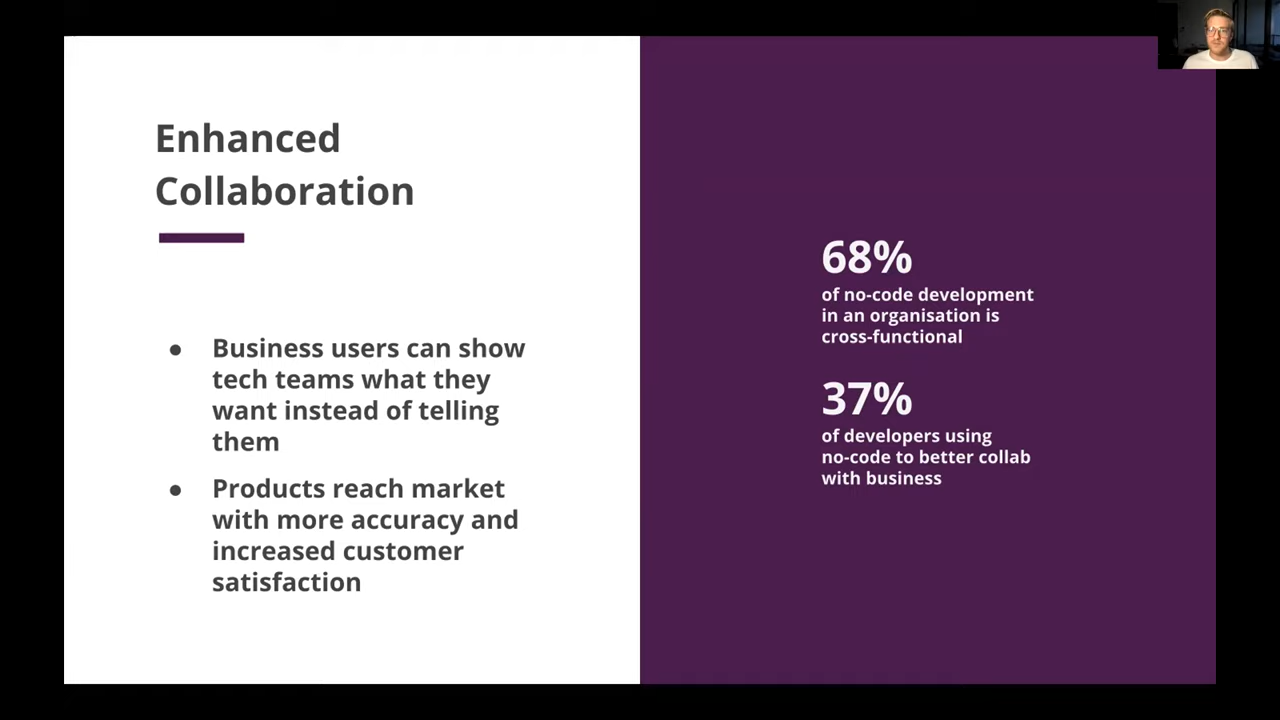 Enhanced
Collaboration
● Business users can show
tech teams what they
want instead of telling
them
● Products reach market
with more accuracy and
increased customer
satisfaction
68%
of no-code development
in an organisation is
cross-functional
37%
of developers using
no-code to better collab
with business